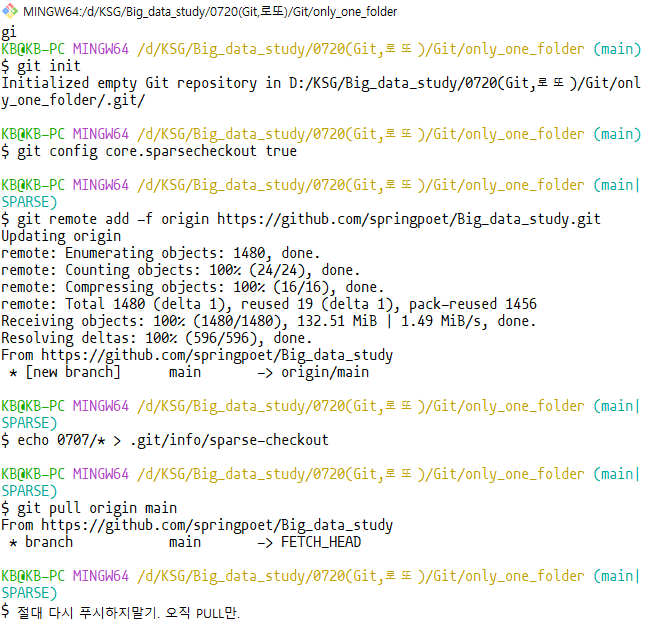 MINGW64:/d/KSG/Big_data_study/0720(Git,로또)/Git/only_one_folder
gi
KB@KB-PC MINGW64 /d/KSG/Big_data_study/0720(Git,로또)/Git/only_one_folder (main)
$ git init
Initialized empty Git repository in D:/KSG/Big_data_study/0720(Git,로또)/Git/onl
y_one_folder/.git/
KB@KB-PC MINGW64 /d/KSG/Big_data_study/0720(Git,로또)/Git/only_one_folder (main)
$ git config core.sparsecheckout true
KB@KB-PC MINGW64 /d/KSG/Big_data_study/0720(Git,로또)/Git/only_one_folder (main|
SPARSE)
$ git remote add -f origin https://github.com/springpoet/Big_data_study.git
Updating origin
remote: Enumerating objects: 1480, done.
remote: Counting objects: 100% (24/24), done.
remote: Compressing objects: 100% (16/16), done.
remote: Total 1480 (delta 1), reused 19 (delta 1), pack-reused 1456
Receiving objects: 100% (1480/1480), 132.51 MiB | 1.49 MiB/s, done.
Resolving deltas: 100% (596/596), done.
From https://github.com/springpoet/Big_data_study
 * [new branch]      main       -> origin/main
KB@KB-PC MINGW64 /d/KSG/Big_data_study/0720(Git,로또)/Git/only_one_folder (main|
SPARSE)
$ echo 0707/* > .git/info/sparse-checkout
KB@KB-PC MINGW64 /d/KSG/Big_data_study/0720(Git,로또)/Git/only_one_folder (main|
SPARSE)
$ git pull origin main
From https://github.com/springpoet/Big_data_study
 * branch            main       -> FETCH_HEAD
KB@KB-PC MINGW64 /d/KSG/Big_data_study/0720(Git,로또)/Git/only_one_folder (main|
SPARSE)
$ 절대 다시 푸시하지말기. 오직 PULL만.